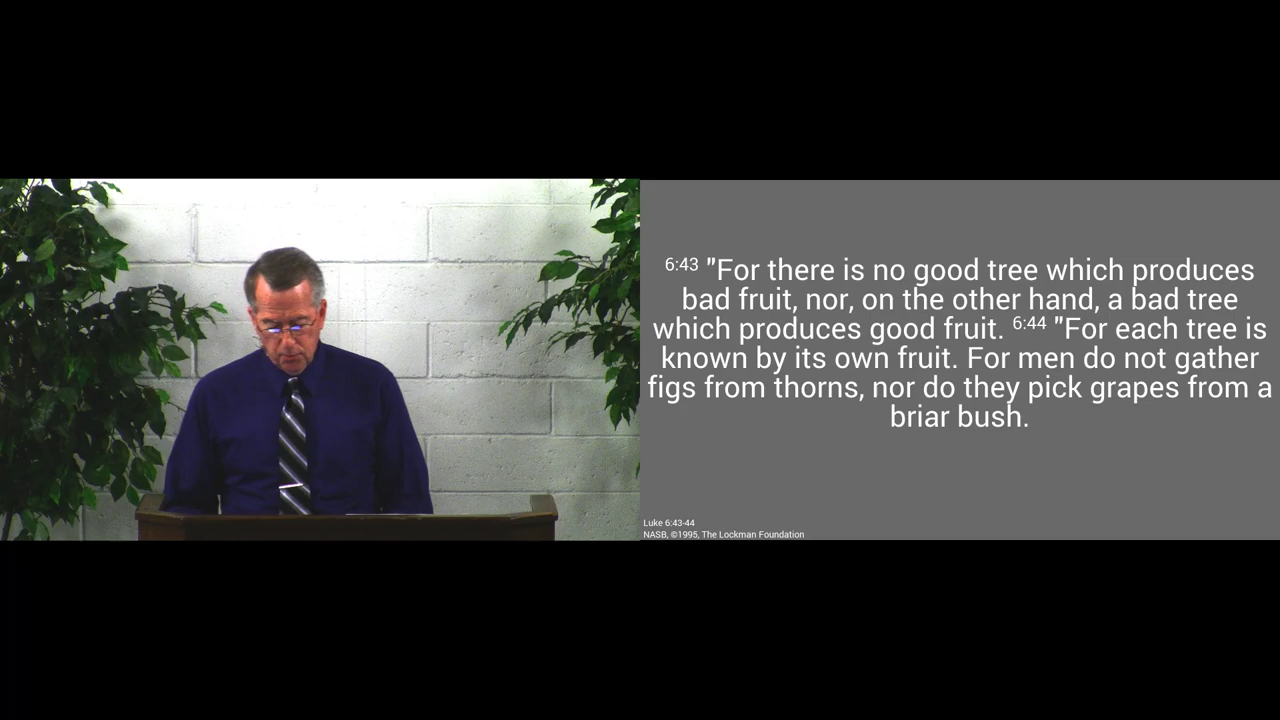 6:43 "For there is no good tree which produces
bad fruit, nor, on the other hand, a bad tree
which produces good fruit. 6:44 "For each tree is
known by its own fruit. For men do not gather
figs from thorns, nor do they pick grapes from a
briar bush.
Luke 6:43-44
NASB, ©1995, The Lockman Foundation